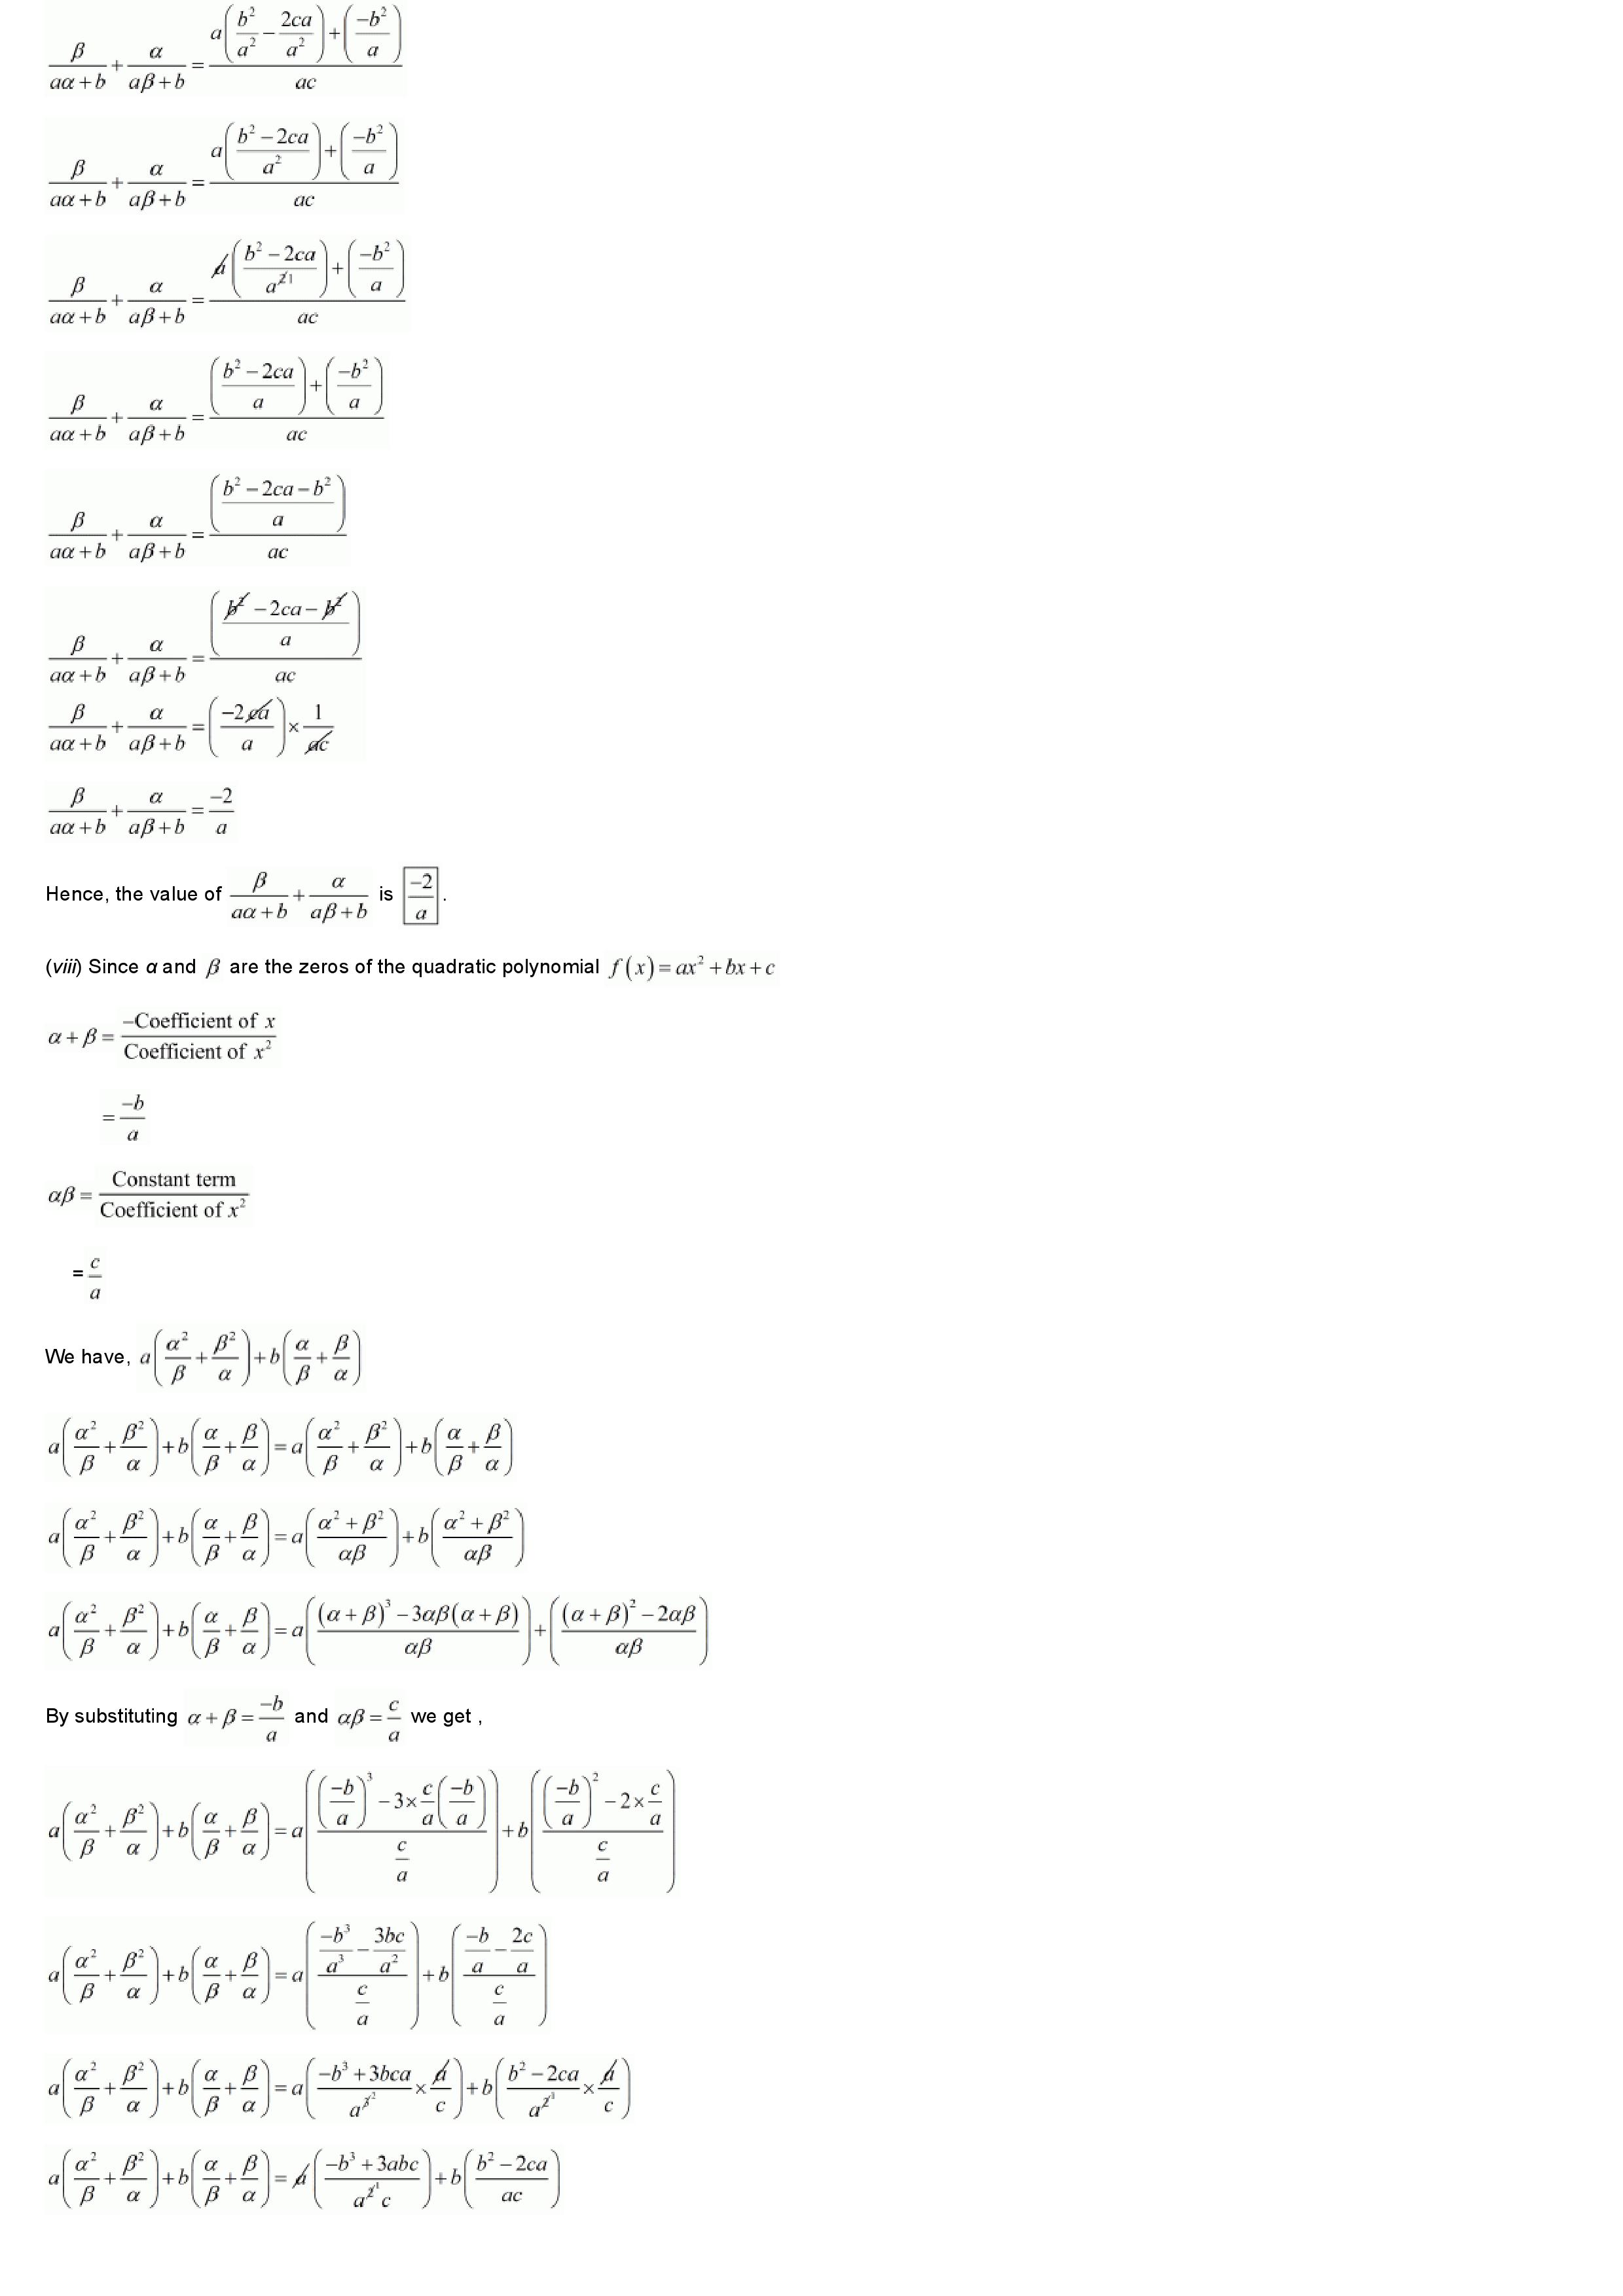 $\frac{\beta}{a\alpha+b}+\frac{\alpha}{a\beta+b}=\frac{a\left(\frac{b^2}{a^2}-\frac{2ca}{a^2}\right)+\left(\frac{-b^2}{a}\right)}{ac}$
$\frac{\beta}{a\alpha+b}+\frac{\alpha}{a\beta+b}=\frac{a\left(\frac{b^2-2ca}{a^2}\right)+\left(\frac{-b^2}{a}\right)}{ac}$
$\frac{\beta}{a\alpha+b}+\frac{\alpha}{a\beta+b}=\frac{\cancel{a}\left(\frac{b^2-2ca}{a^{\cancel{2}1}}\right)+\left(\frac{-b^2}{a}\right)}{ac}$
$\frac{\beta}{a\alpha+b}+\frac{\alpha}{a\beta+b}=\frac{\left(\frac{b^2-2ca}{a}\right)+\left(\frac{-b^2}{a}\right)}{ac}$
$\frac{\beta}{a\alpha+b}+\frac{\alpha}{a\beta+b}=\frac{\left(\frac{b^2-2ca-b^2}{a}\right)}{ac}$
$\frac{\beta}{a\alpha+b}+\frac{\alpha}{a\beta+b}=\frac{\left(\frac{\cancel{b^2}-2ca-\cancel{b^2}}{a}\right)}{ac}$
$\frac{\beta}{a\alpha+b}+\frac{\alpha}{a\beta+b}=\left(\frac{-2\cancel{ca}}{a}\right)\times\frac{1}{\cancel{ac}}$
$\frac{\beta}{a\alpha+b}+\frac{\alpha}{a\beta+b}=\frac{-2}{a}$
Hence, the value of $\frac{\beta}{a\alpha+b}+\frac{\alpha}{a\beta+b}$ is $\boxed{\frac{-2}{a}}$.
(viii) Since α and β are the zeros of the quadratic polynomial $f(x)=ax^2+bx+c$
$\alpha+\beta=\frac{-\text{Coefficient of }x}{\text{Coefficient of }x^2}$
$=\frac{-b}{a}$
$\alpha\beta=\frac{\text{Constant term}}{\text{Coefficient of }x^2}$
$=\frac{c}{a}$
We have, $a\left(\frac{\alpha^2}{\beta}+\frac{\beta^2}{\alpha}\right)+b\left(\frac{\alpha}{\beta}+\frac{\beta}{\alpha}\right)$
$a\left(\frac{\alpha^2}{\beta}+\frac{\beta^2}{\alpha}\right)+b\left(\frac{\alpha}{\beta}+\frac{\beta}{\alpha}\right)=a\left(\frac{\alpha^2}{\beta}+\frac{\beta^2}{\alpha}\right)+b\left(\frac{\alpha}{\beta}+\frac{\beta}{\alpha}\right)$
$a\left(\frac{\alpha^2}{\beta}+\frac{\beta^2}{\alpha}\right)+b\left(\frac{\alpha}{\beta}+\frac{\beta}{\alpha}\right)=a\left(\frac{\alpha^2+\beta^2}{\alpha\beta}\right)+b\left(\frac{\alpha^2+\beta^2}{\alpha\beta}\right)$
$a\left(\frac{\alpha^2}{\beta}+\frac{\beta^2}{\alpha}\right)+b\left(\frac{\alpha}{\beta}+\frac{\beta}{\alpha}\right)=a\left(\frac{(\alpha+\beta)^3-3\alpha\beta(\alpha+\beta)}{\alpha\beta}\right)+\left(\frac{(\alpha+\beta)^2-2\alpha\beta}{\alpha\beta}\right)$
By substituting $\alpha+\beta=\frac{-b}{a}$ and $\alpha\beta=\frac{c}{a}$ we get ,
$a\left(\frac{\alpha^2}{\beta}+\frac{\beta^2}{\alpha}\right)+b\left(\frac{\alpha}{\beta}+\frac{\beta}{\alpha}\right)=a\left(\frac{\left(\frac{-b}{a}\right)^3-3\times\frac{c}{a}\left(\frac{-b}{a}\right)}{\frac{c}{a}}\right)+b\left(\frac{\left(\frac{-b}{a}\right)^2-2\times\frac{c}{a}}{\frac{c}{a}}\right)$
$a\left(\frac{\alpha^2}{\beta}+\frac{\beta^2}{\alpha}\right)+b\left(\frac{\alpha}{\beta}+\frac{\beta}{\alpha}\right)=a\left(\frac{\frac{-b^3}{a^3}-\frac{3bc}{a^2}}{\frac{c}{a}}\right)+b\left(\frac{\frac{-b}{a}-\frac{2c}{a}}{\frac{c}{a}}\right)$
$a\left(\frac{\alpha^2}{\beta}+\frac{\beta^2}{\alpha}\right)+b\left(\frac{\alpha}{\beta}+\frac{\beta}{\alpha}\right)=a\left(\frac{-b^3+3bca}{a^{\cancel{3}^2}}\times\frac{\cancel{a}}{c}\right)+b\left(\frac{b^2-2ca}{a^{\cancel{2}^1}}\times\frac{\cancel{a}}{c}\right)$
$a\left(\frac{\alpha^2}{\beta}+\frac{\beta^2}{\alpha}\right)+b\left(\frac{\alpha}{\beta}+\frac{\beta}{\alpha}\right)=\cancel{a}\left(\frac{-b^3+3abc}{a^{\cancel{2}^1}c}\right)+b\left(\frac{b^2-2ca}{ac}\right)$